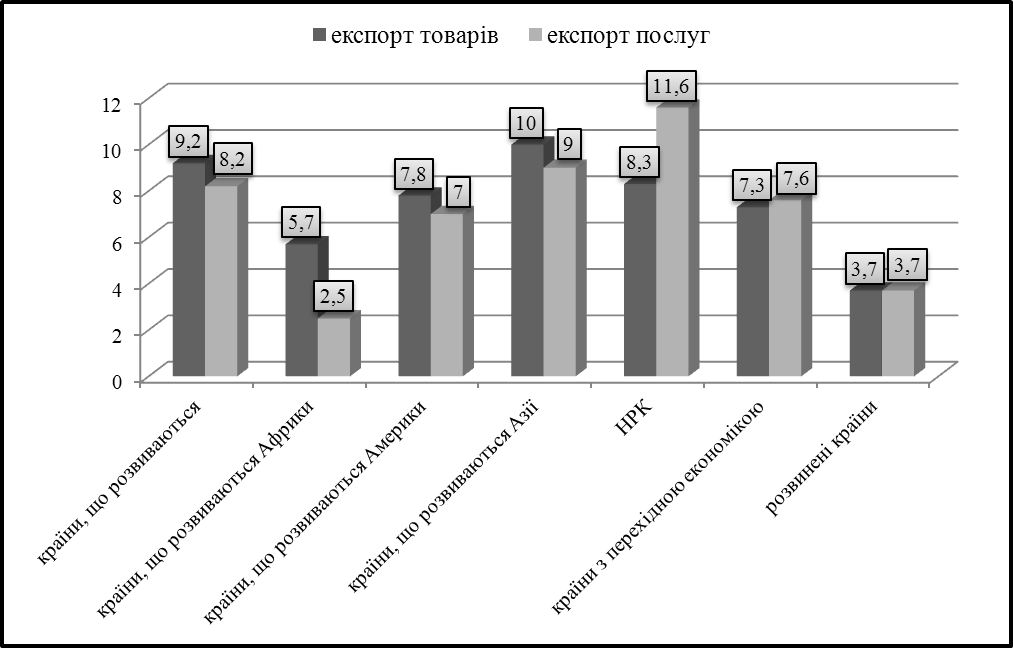 експорт товарів експорт послуг
12
10
8
6
4
2
0
9,2
8,2
5,7
2,5
7,8
7
10
9
8,3
11,6
7,3
7,6
3,7
3,7
країни, що розвиваються
країни, що розвиваються Африки
країни, що розвиваються Америки
країни, що розвиваються Азії
НРК
країни з перехідною економікою
розвинені країни